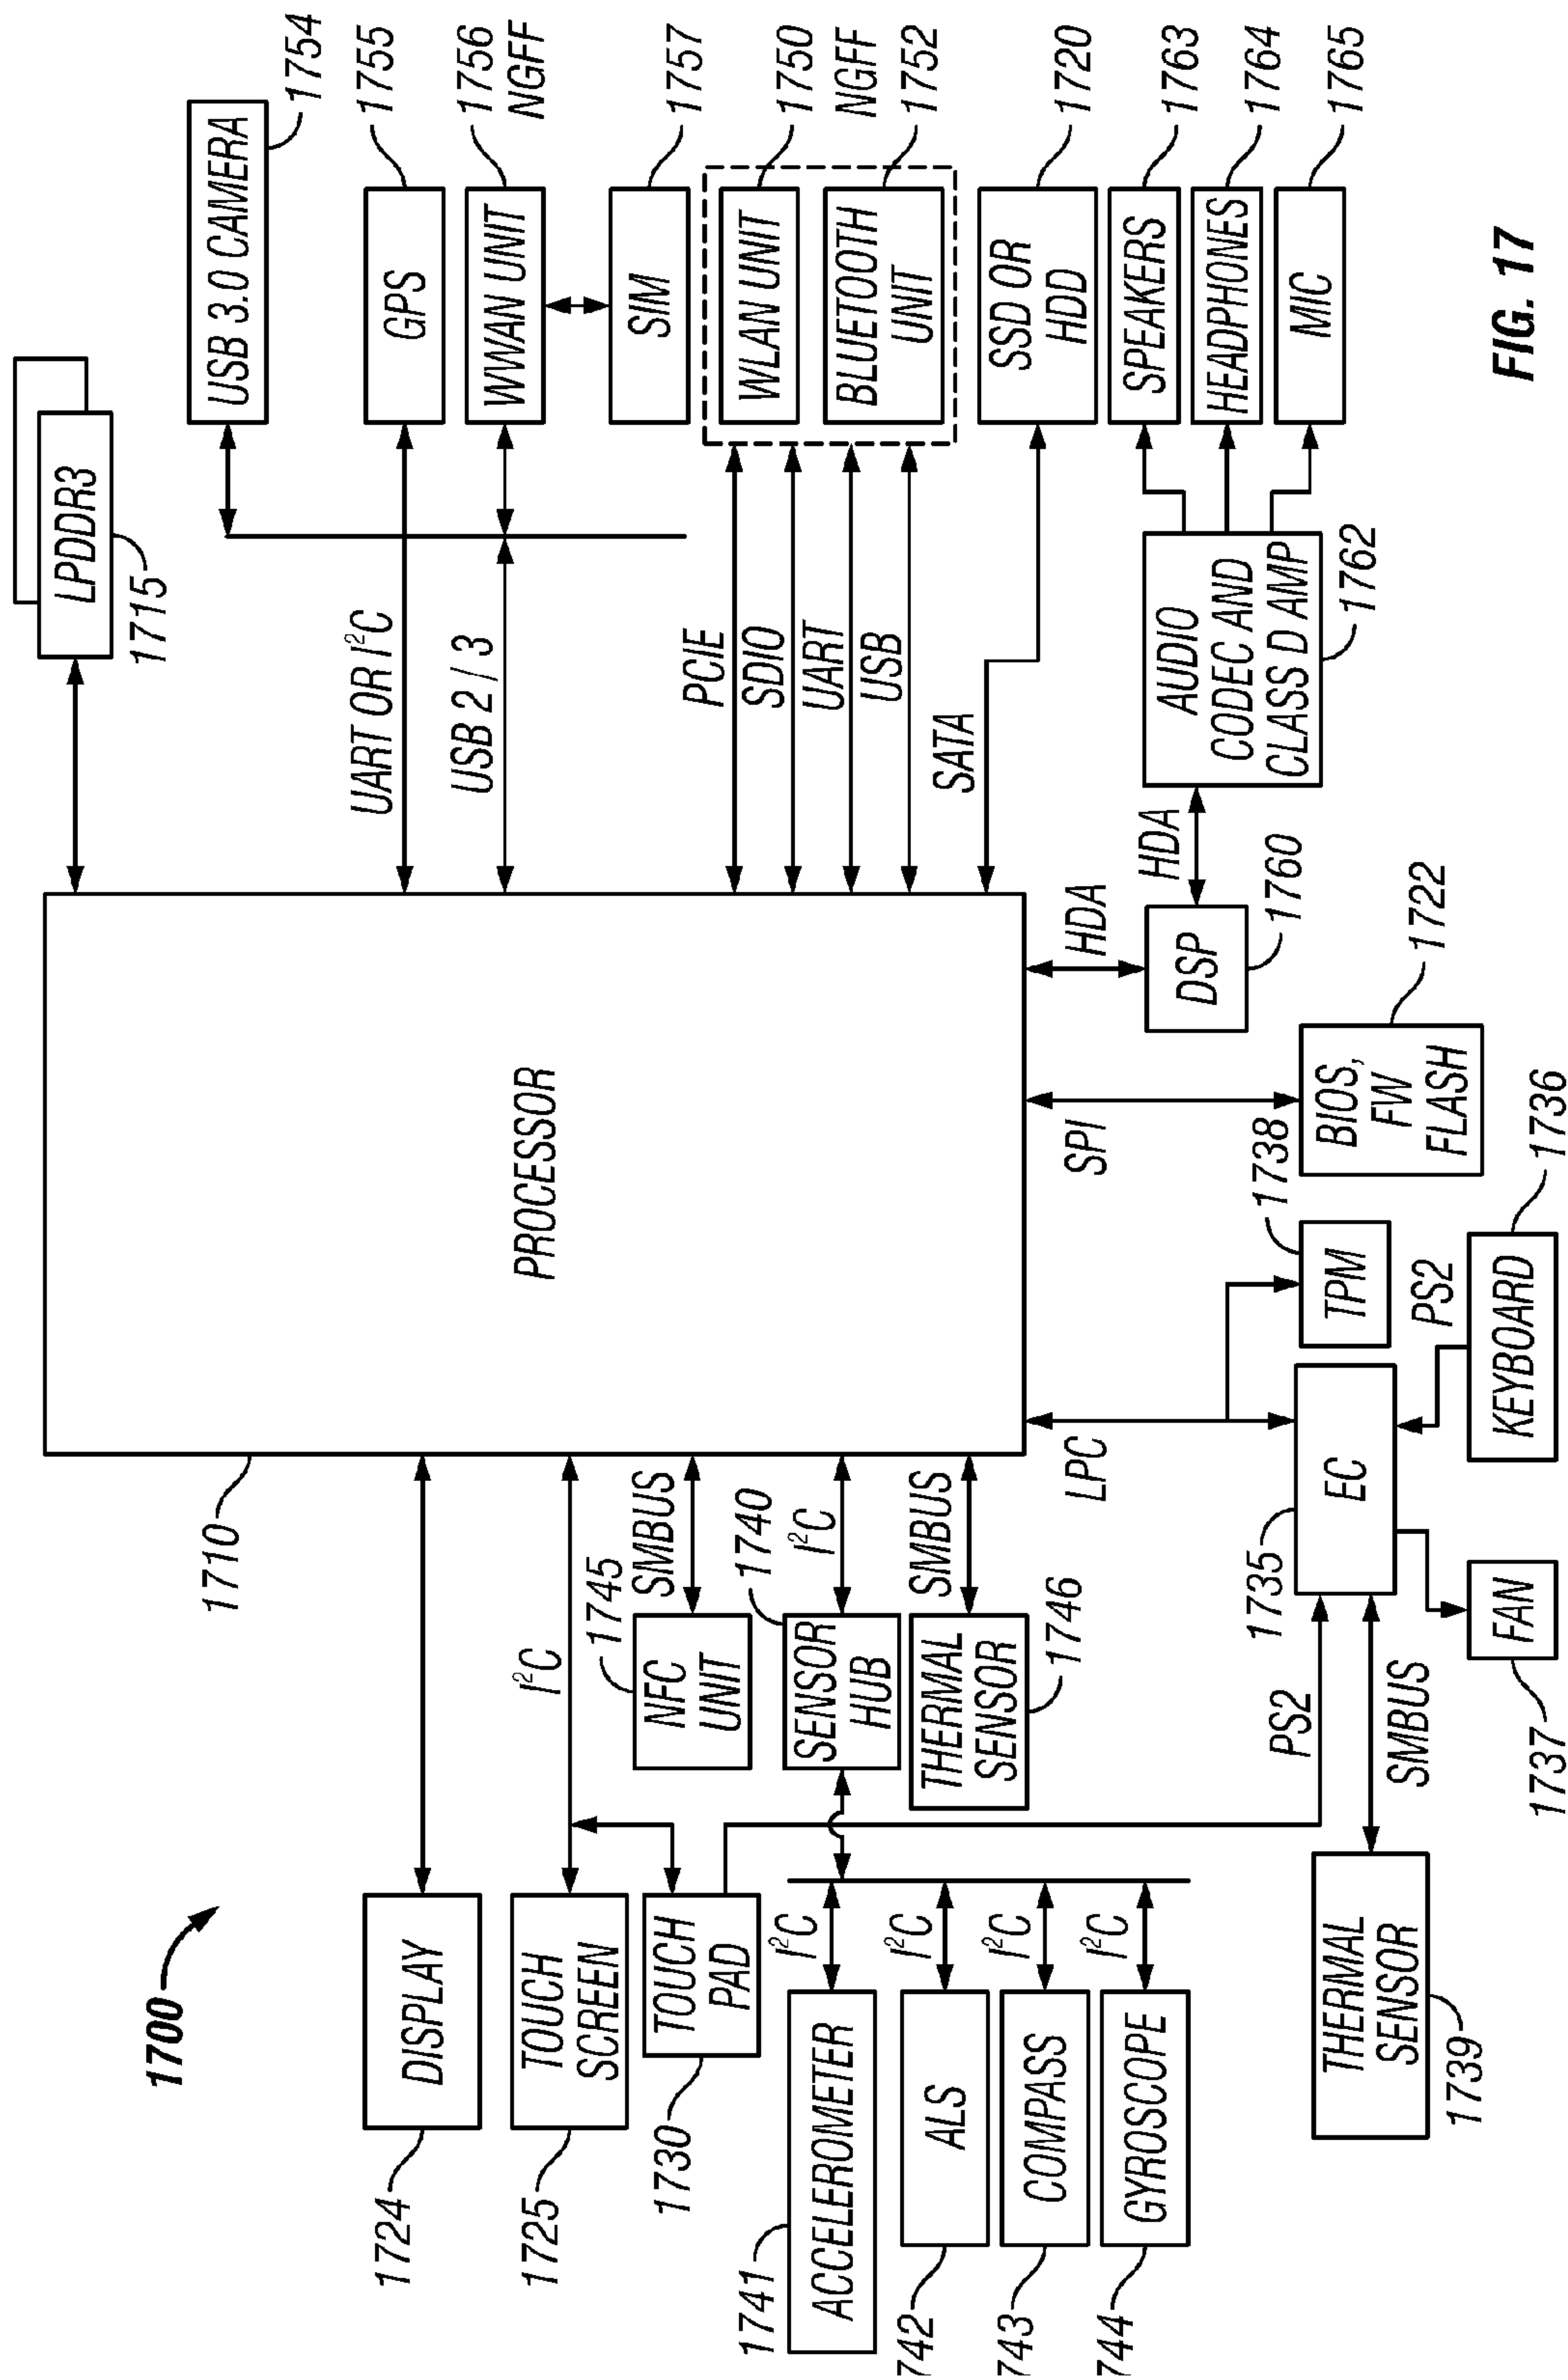 1700
LPDDR3
1715
USB 3.0 CAMERA
1754
GPS
1755
UART OR I²C
WWAN UNIT
1756
NGFF
USB 2 / 3
SIM
1757
WLAN UNIT
1750
NGFF
BLUETOOTH
UNIT
1752
PCIE
SDIO
UART
USB
SSD OR
HDD
1720
SATA
SPEAKERS
1763
HEADPHONES
1764
MIC
1765
AUDIO
CODEC AND
CLASS D AMP
1762
HDA
DSP
1760
HDA
PROCESSOR
1710
DISPLAY
1724
TOUCH
SCREEN
1725
I²C
TOUCH
PAD
1730
NFC
UNIT
1745
SMBUS
SENSOR
HUB
1740
I²C
THERMAL
SENSOR
1746
SMBUS
ACCELEROMETER
1741
I²C
ALS
742
I²C
COMPASS
743
I²C
GYROSCOPE
744
I²C
THERMAL
SENSOR
1739
SMBUS
PS2
FAN
1737
EC
1735
LPC
KEYBOARD
1736
PS2
TPM
1738
SPI
BIOS,
FW
FLASH
1722
FIG. 17